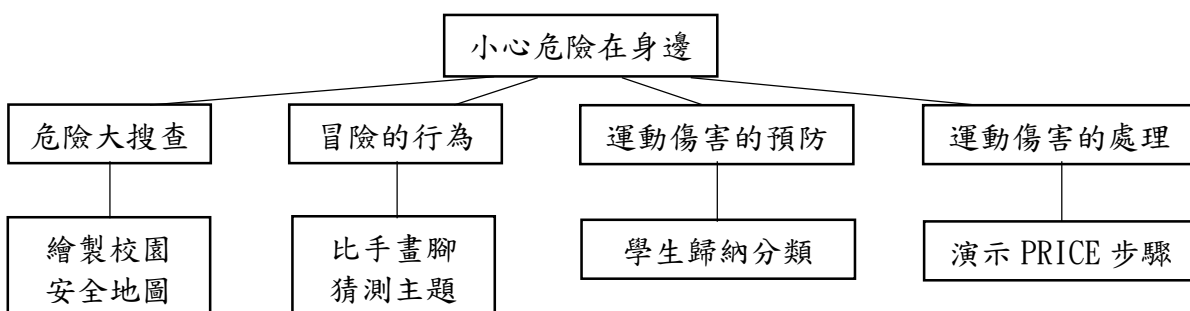 小心危險在身邊
危險大搜查
冒險的行為
運動傷害的預防
運動傷害的處理
繪製校園
安全地圖
比手畫腳
猜測主題
學生歸納分類
演示 PRICE 步驟